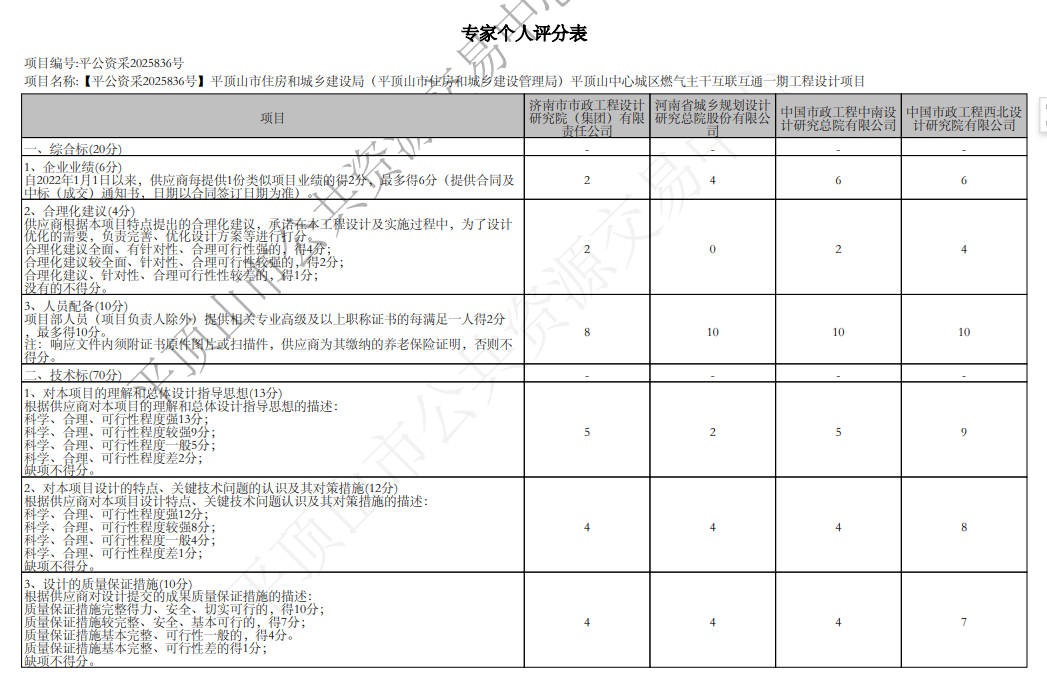 专家个人评分表
项目编号:平公资采2025836号
项目名称:【平公资采2025836号】平顶山市住房和城乡建设局（平顶山市住房和城乡建设管理局）平顶山中心城区燃气主干互联互通一期工程设计项目
项目
济南市市政工程设计
研究院（集团）有限
责任公司
河南省城乡规划设计
研究总院股份有限公
司
中国市政工程中南设
计研究总院有限公司
中国市政工程西北设
计研究院有限公司
一、综合标(20分)
- - - -
1、企业业绩(6分)
自2022年1月1日以来，供应商每提供1份类似项目业绩的得2分，最多得6分（提供合同及
中标（成交）通知书，日期以合同签订日期为准）。
2 4 6 6
2、合理化建议(4分)
供应商根据本项目特点提出的合理化建议，承诺在本工程设计及实施过程中，为了设计
优化的需要，负责完善、优化设计方案等进行打分。
合理化建议全面、有针对性、合理可行性强的，得4分；
合理化建议较全面、针对性、合理可行性较强的，得2分；
合理化建议、针对性、合理可行性性较差的，得1分；
没有的不得分。
2 0 2 4
3、人员配备(10分)
项目部人员（项目负责人除外）提供相关专业高级及以上职称证书的每满足一人得2分
，最多得10分。
注：响应文件内须附证书原件图片或扫描件，供应商为其缴纳的养老保险证明，否则不
得分。
8 10 10 10
二、技术标(70分)
- - - -
1、对本项目的理解和总体设计指导思想(13分)
根据供应商对本项目的理解和总体设计指导思想的描述：
科学、合理、可行性程度强13分；
科学、合理、可行性程度较强9分；
科学、合理、可行性程度一般5分；
科学、合理、可行性程度差2分；
缺项不得分。
5 2 5 9
2、对本项目设计的特点、关键技术问题的认识及其对策措施(12分)
根据供应商对本项目设计特点、关键技术问题认识及其对策措施的描述：
科学、合理、可行性程度强12分；
科学、合理、可行性程度较强8分；
科学、合理、可行性程度一般4分；
科学、合理、可行性程度差1分；
缺项不得分。
4 4 4 8
3、设计的质量保证措施(10分)
根据供应商对设计提交的成果质量保证措施的描述：
质量保证措施完整得力、安全、切实可行的，得10分；
质量保证措施较完整、安全、基本可行的，得7分；
质量保证措施基本完整、可行性一般的，得4分。
质量保证措施基本完整、可行性差的得1分；
缺项不得分。
4 4 4 7
平顶山市公共资源交易中心
平顶山市公共资源交易中